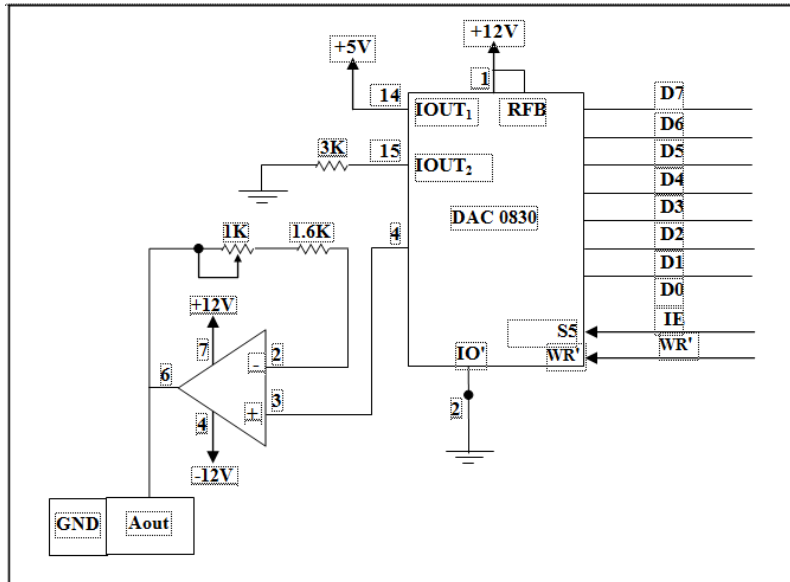 +12V
+5V
1
14
IOUT₁
RFB
D7
D6
3K
15
IOUT₂
D5
D4
D3
DAC 0830
1K
1.6K
4
D2
D1
D0
+12V
S5
IE
7
2
-
IO'
WR'
WR'
6
3
+
2
4
-12V
GND
Aout